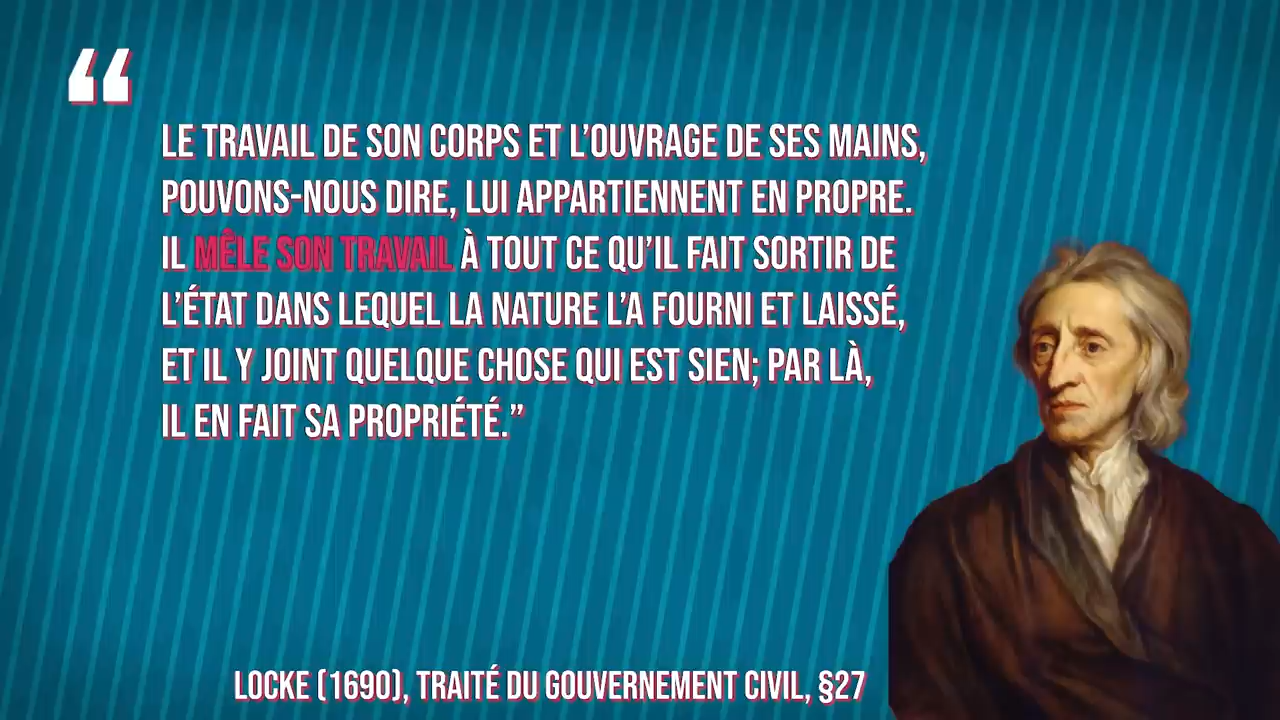 “
LE TRAVAIL DE SON CORPS ET L’OUVRAGE DE SES MAINS,
POUVONS-NOUS DIRE, LUI APPARTIENNENT EN PROPRE.
IL MÊLE SON TRAVAIL À TOUT CE QU’IL FAIT SORTIR DE
L’ÉTAT DANS LEQUEL LA NATURE L’A FOURNI ET LAISSÉ,
ET IL Y JOINT QUELQUE CHOSE QUI EST SIEN; PAR LÀ,
IL EN FAIT SA PROPRIÉTÉ.”
LOCKE (1690), TRAITÉ DU GOUVERNEMENT CIVIL, §27